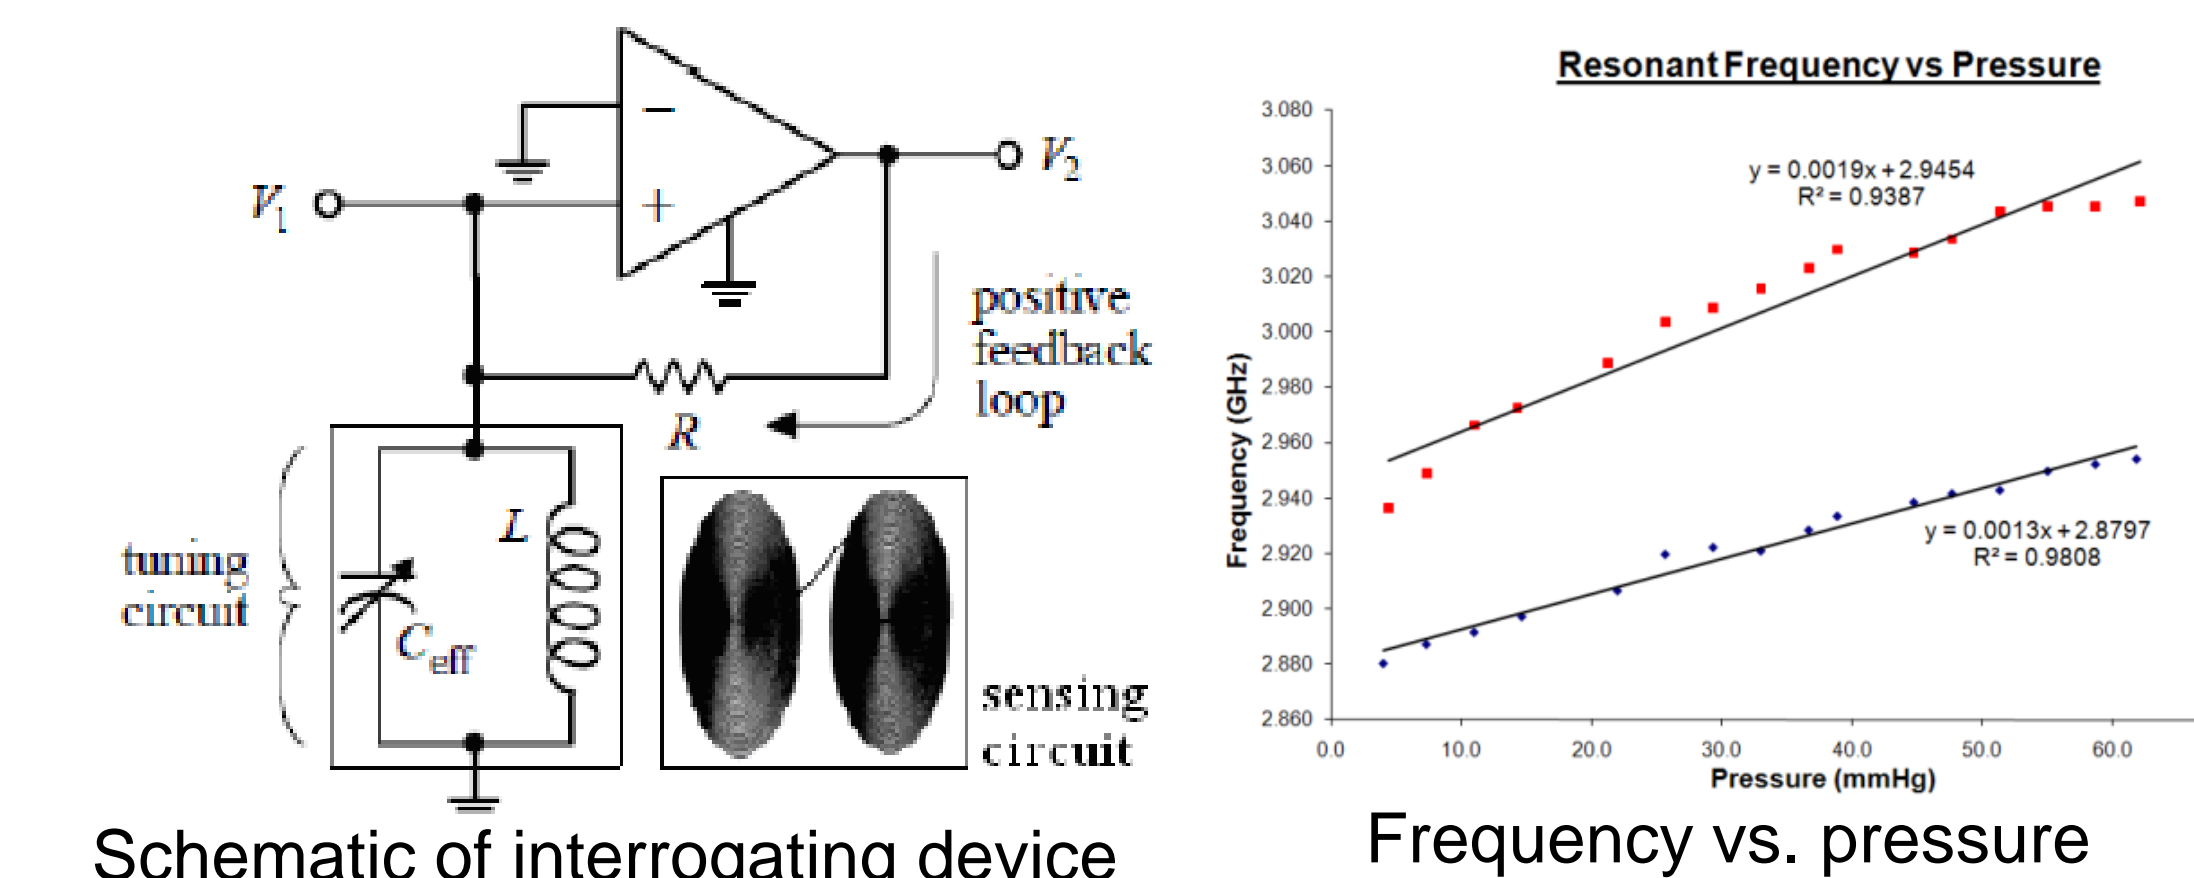 V1
−
+
V2
positive
feedback
loop
R
tuning
circuit
L
Ceff
sensing
circuit
Schematic of interrogating device
Resonant Frequency vs Pressure
3.080
3.060
3.040
3.020
3.000
2.980
2.960
2.940
2.920
2.900
2.880
2.860
Frequency (GHz)
y = 0.0019x + 2.9454
R² = 0.9387
y = 0.0013x + 2.8797
R² = 0.9808
0.0 10.0 20.0 30.0 40.0 50.0 60.0
Pressure (mmHg)
Frequency vs. pressure